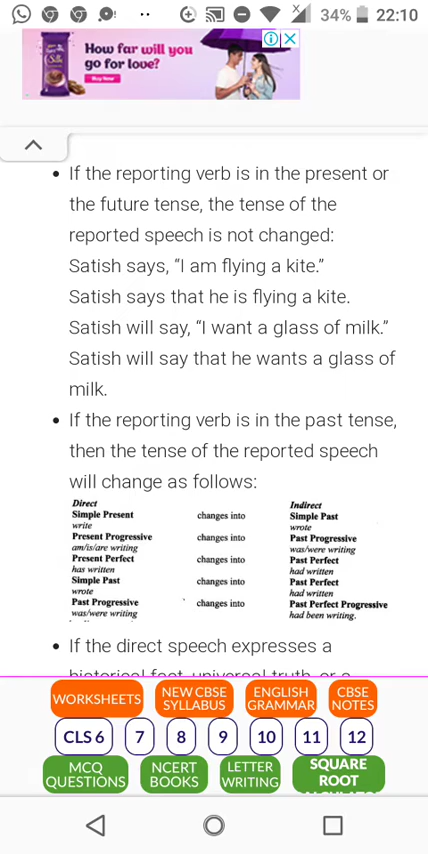 34% 22:10
How far will you
go for love?
Silk
Buy Now
• If the reporting verb is in the present or
the future tense, the tense of the
reported speech is not changed:
Satish says, “I am flying a kite.”
Satish says that he is flying a kite.
Satish will say, “I want a glass of milk.”
Satish will say that he wants a glass of
milk.
• If the reporting verb is in the past tense,
then the tense of the reported speech
will change as follows:
Direct Indirect
Simple Present changes into Simple Past
write wrote
Present Progressive changes into Past Progressive
am/is/are writing was/were writing
Present Perfect changes into Past Perfect
has written had written
Simple Past changes into Past Perfect
wrote had written
Past Progressive changes into Past Perfect Progressive
was/were writing had been writing.
• If the direct speech expresses a
historical fact, universal truth, or a
WORKSHEETS NEW CBSE SYLLABUS ENGLISH GRAMMAR CBSE NOTES
CLS 6 7 8 9 10 11 12
MCQ QUESTIONS NCERT BOOKS LETTER WRITING SQUARE ROOT